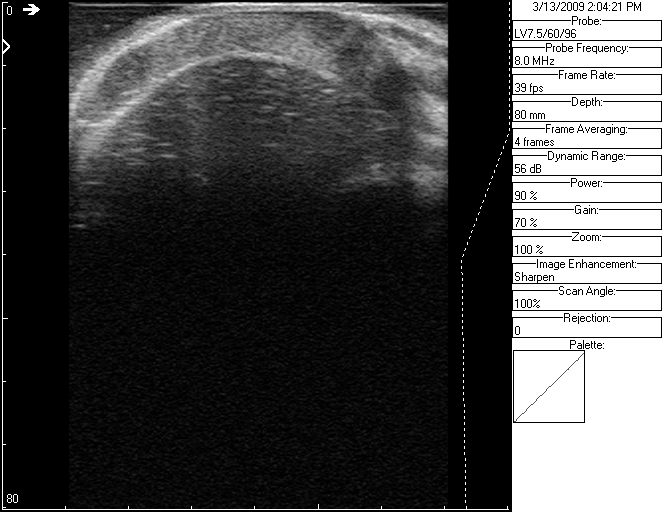 0
80
3/13/2009 2:04:21 PM
Probe:
LV7.5/60/96
Probe Frequency:
8.0 MHz
Frame Rate:
39 fps
Depth:
80 mm
Frame Averaging:
4 frames
Dynamic Range:
56 dB
Power:
90 %
Gain:
70 %
Zoom:
100 %
Image Enhancement:
Sharpen
Scan Angle:
100%
Rejection:
0
Palette: